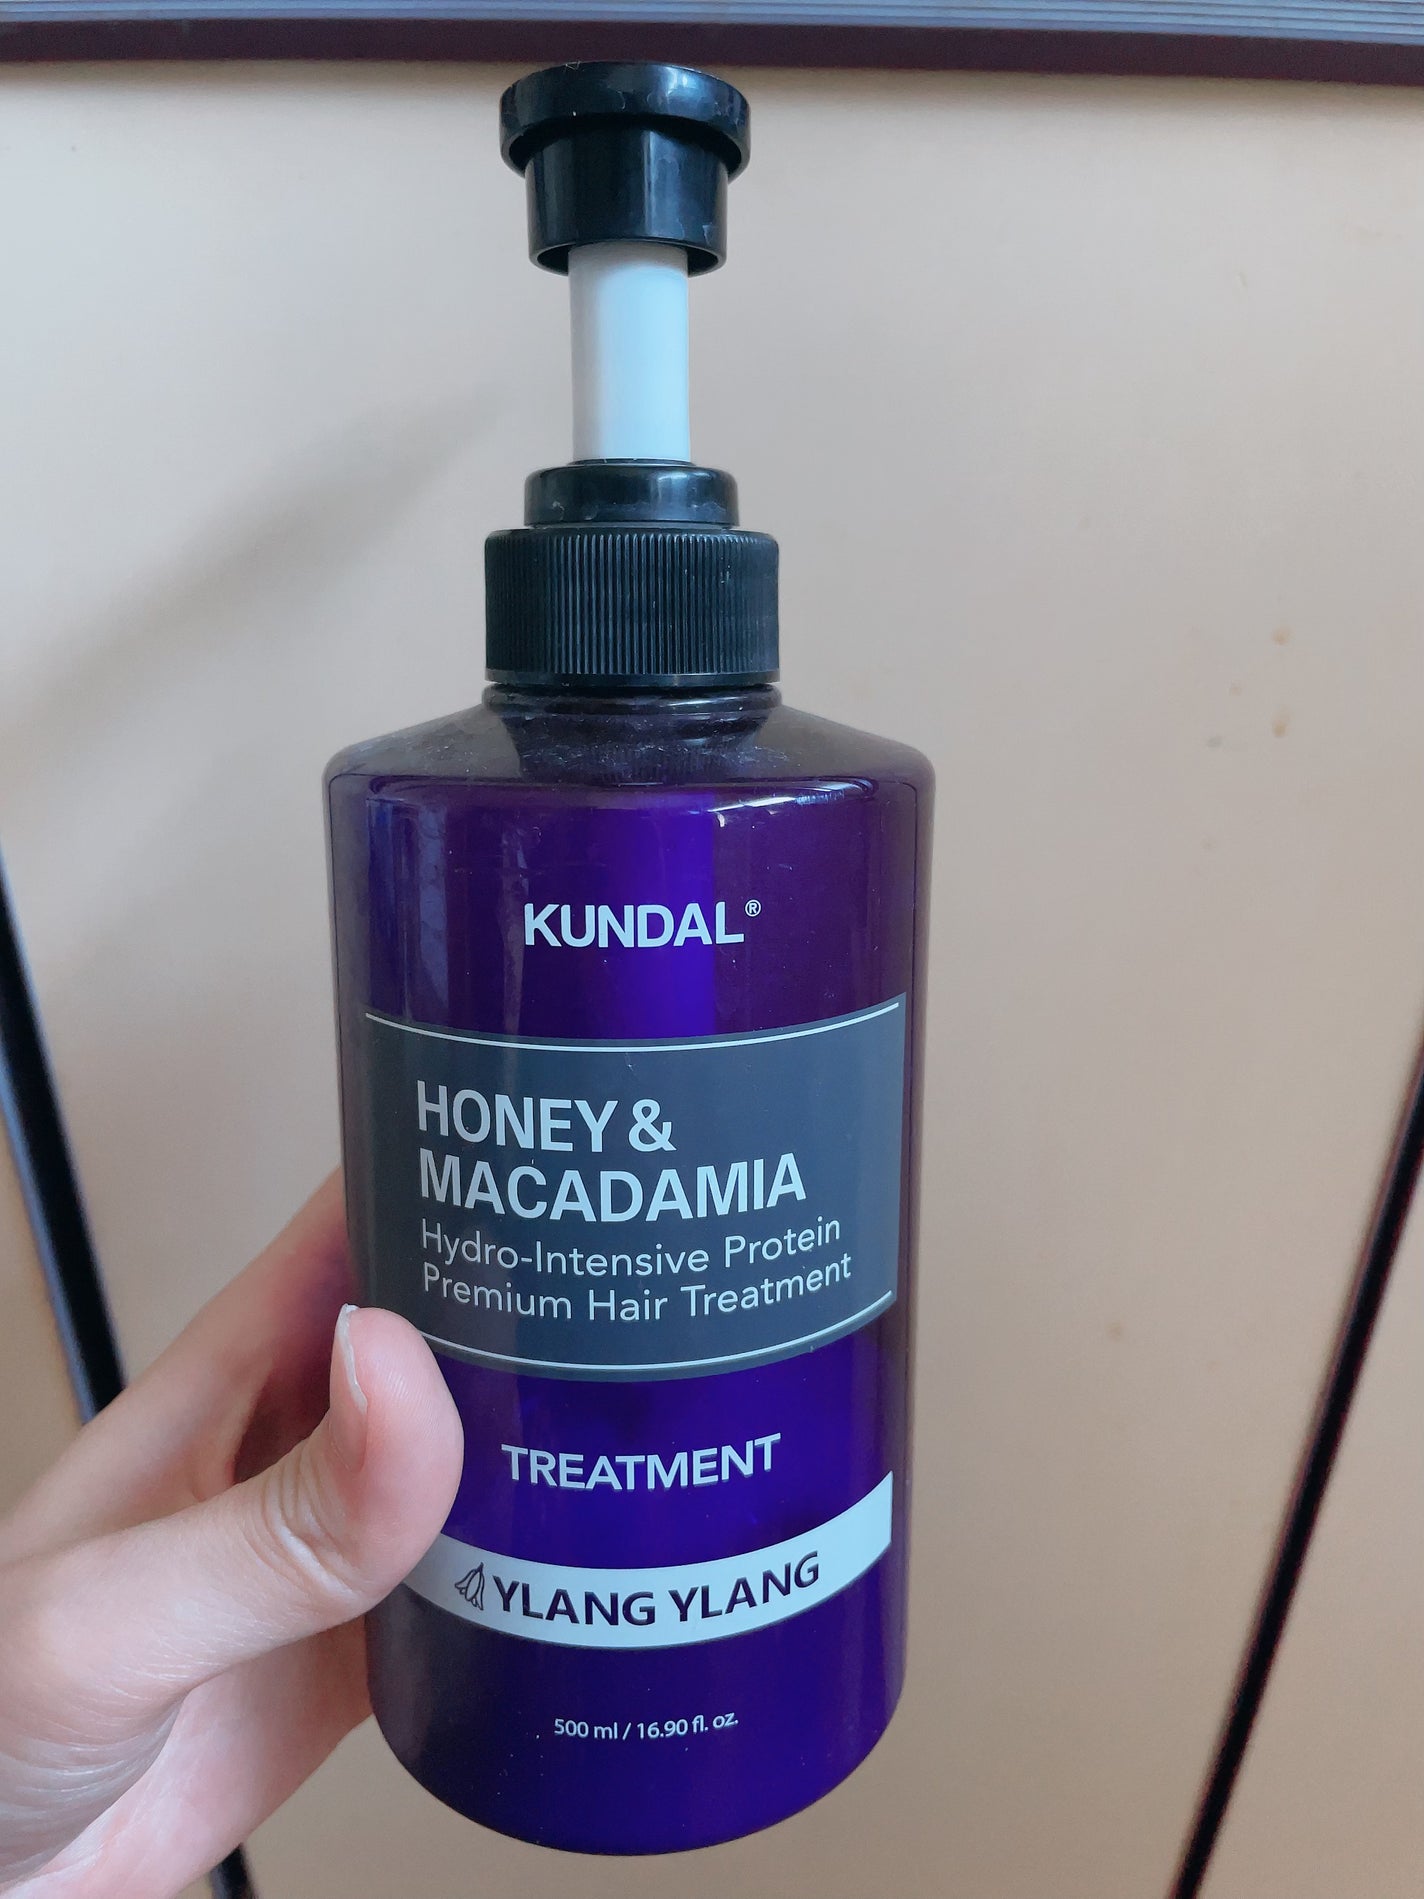 KUNDAL®
HONEY &
MACADAMIA
Hydro-Intensive Protein
Premium Hair Treatment
TREATMENT
YLANG YLANG
500 ml / 16.90 fl. oz.